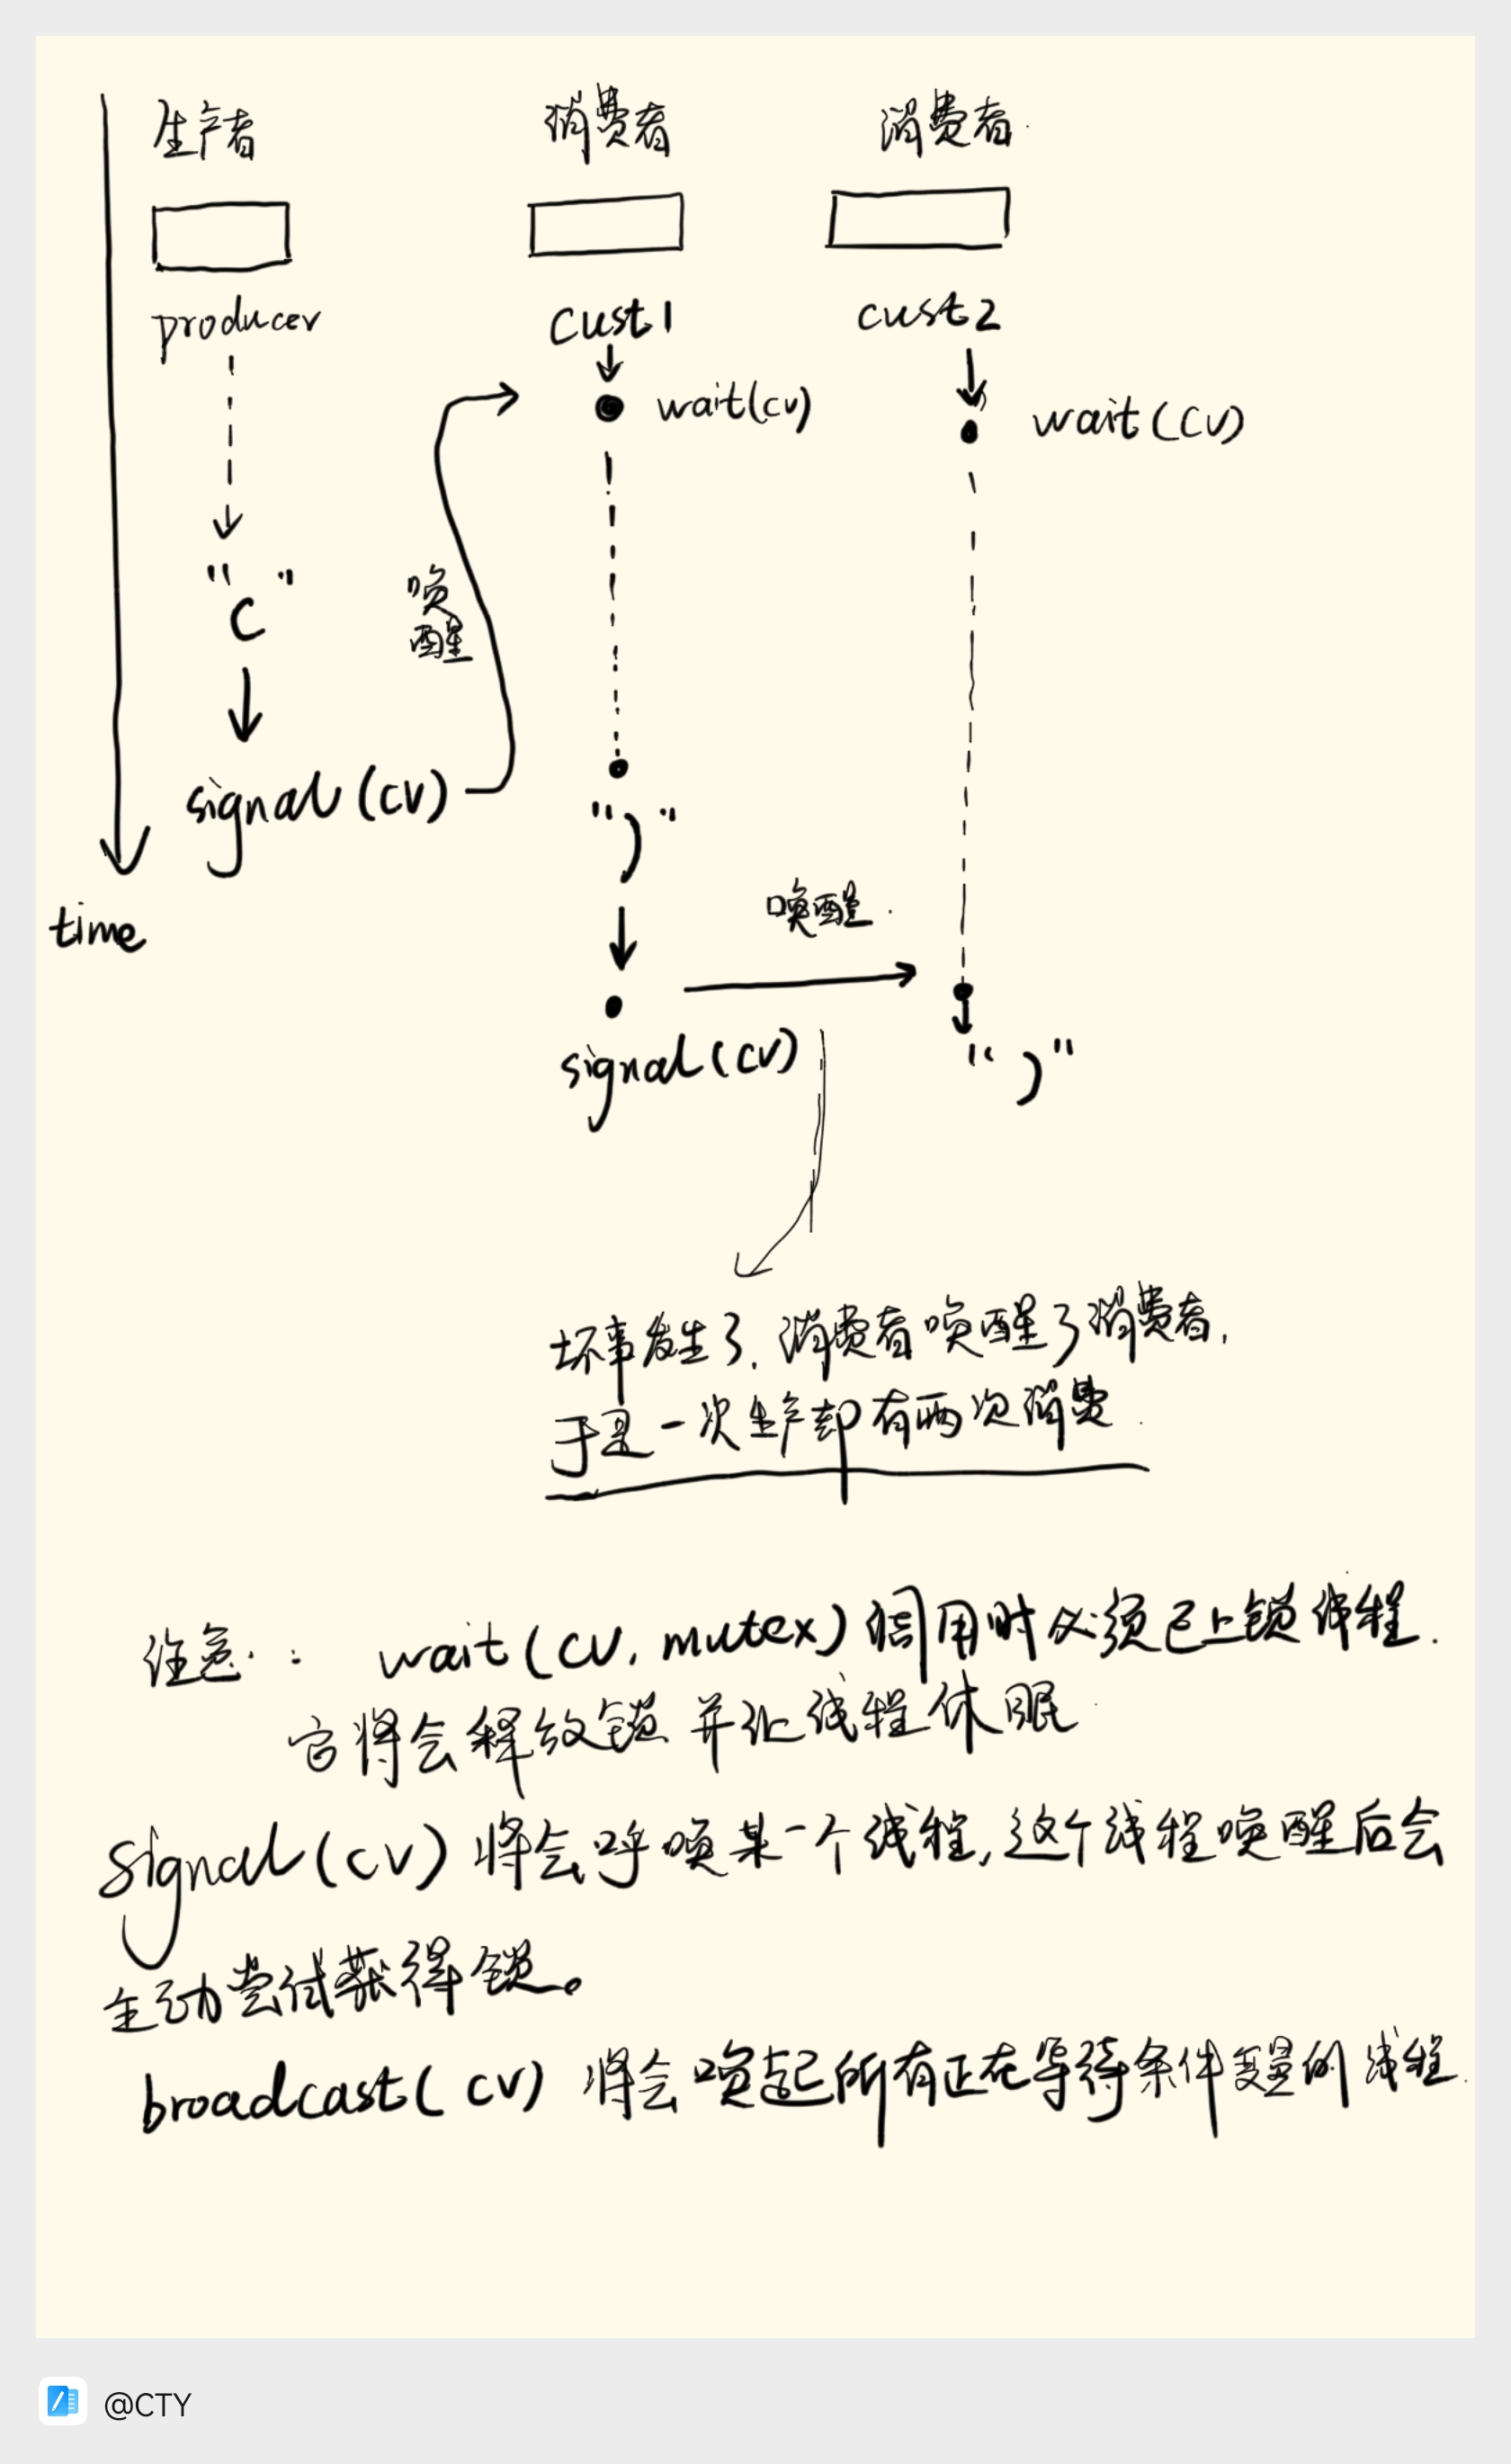 生产者 消费者 消费者
producer cust1 cust2
wait(cv) wait(cv)
"("
唤醒
signal(cv)
")"
time
唤醒
signal(cv) ")"
坏事发生了,消费者唤醒了消费者,
于是一次生产却有两次消费
注意: wait(cv, mutex)调用时必须已上锁线程.
它将会释放锁并让线程休眠
signal(cv)将会呼唤某一个线程,这个线程唤醒后会
主动尝试获得锁。
broadcast(cv) 将会唤起所有正在等待条件变量的线程.
@CTY